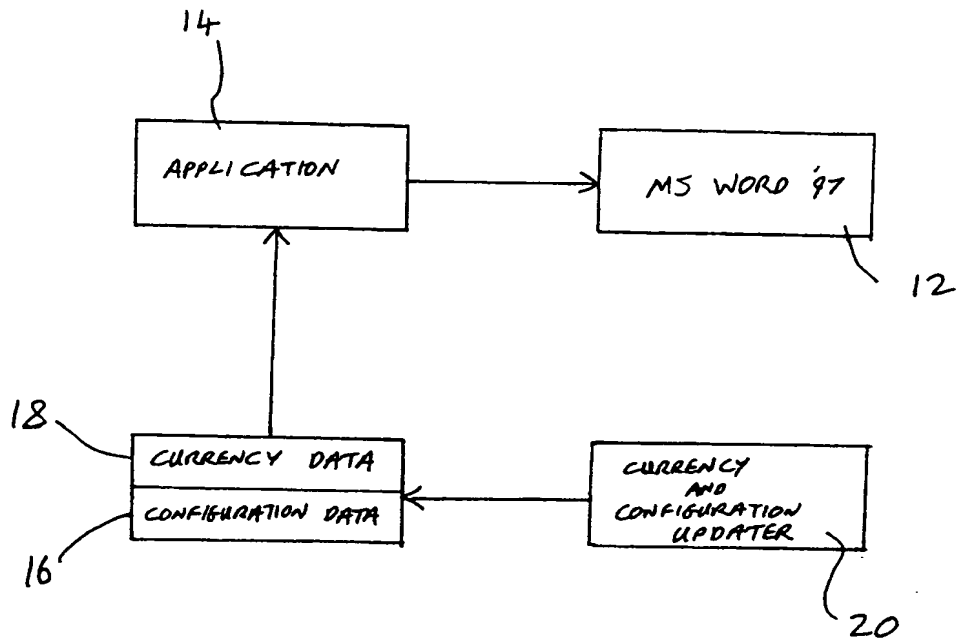 14
APPLICATION
MS WORD '97
12
18
CURRENCY DATA
CONFIGURATION DATA
16
CURRENCY
AND
CONFIGURATION
UPDATER
20